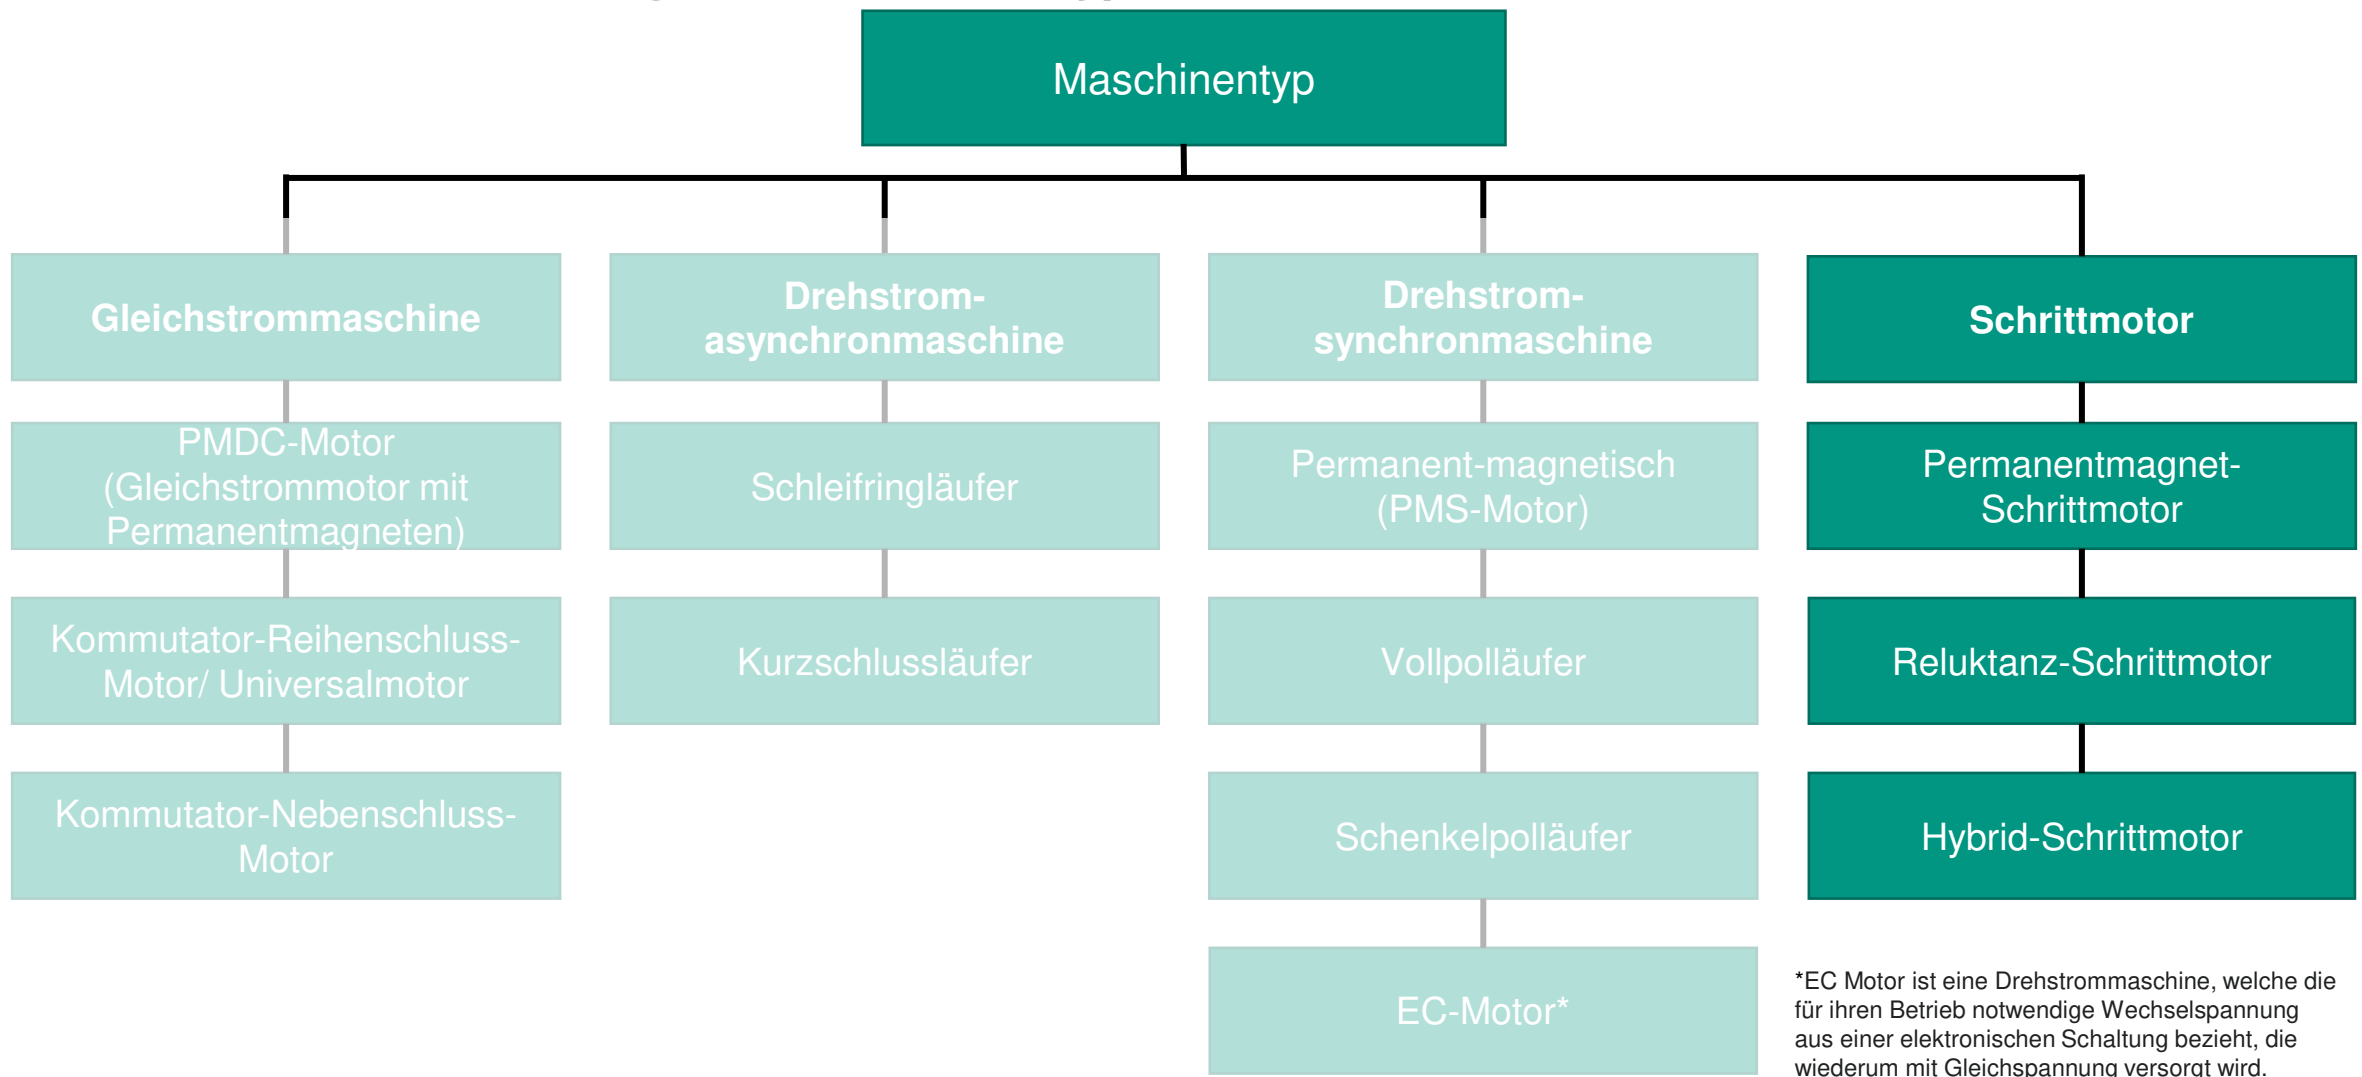 Maschinentyp
Gleichstrommaschine
PMDC-Motor
(Gleichstrommotor mit
Permanentmagneten)
Kommutator-Reihenschluss-
Motor/ Universalmotor
Kommutator-Nebenschluss-
Motor
Drehstrom-
asynchronmaschine
Schleifringläufer
Kurzschlussläufer
Drehstrom-
synchronmaschine
Permanent-magnetisch
(PMS-Motor)
Vollpolläufer
Schenkelpolläufer
EC-Motor*
Schrittmotor
Permanentmagnet-
Schrittmotor
Reluktanz-Schrittmotor
Hybrid-Schrittmotor
*EC Motor ist eine Drehstrommaschine, welche die
für ihren Betrieb notwendige Wechselspannung
aus einer elektronischen Schaltung bezieht, die
wiederum mit Gleichspannung versorgt wird.